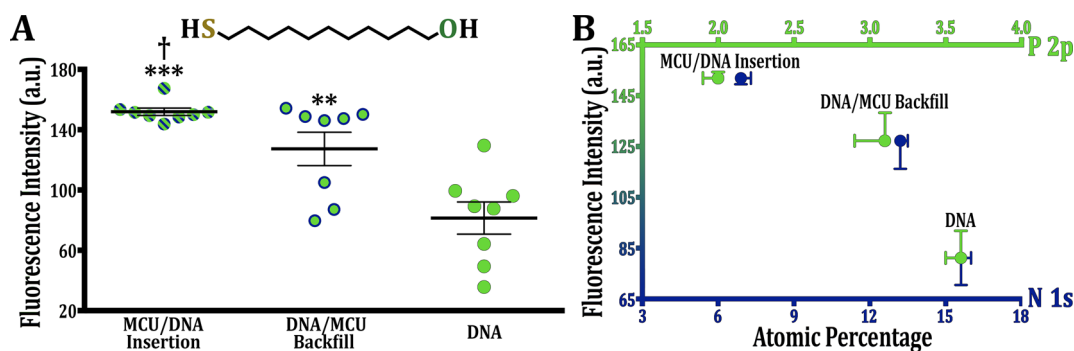 A
HS OH
†
***
**
Fluorescence Intensity (a.u.)
180
140
100
60
20
MCU/DNA
Insertion
DNA/MCU
Backfill
DNA
B
1.5 2.0 2.5 3.0 3.5 4.0
P 2p
Fluorescence Intensity (a.u.)
165
145
125
105
85
65
MCU/DNA Insertion
DNA/MCU Backfill
DNA
N 1s
3 6 9 12 15 18
Atomic Percentage